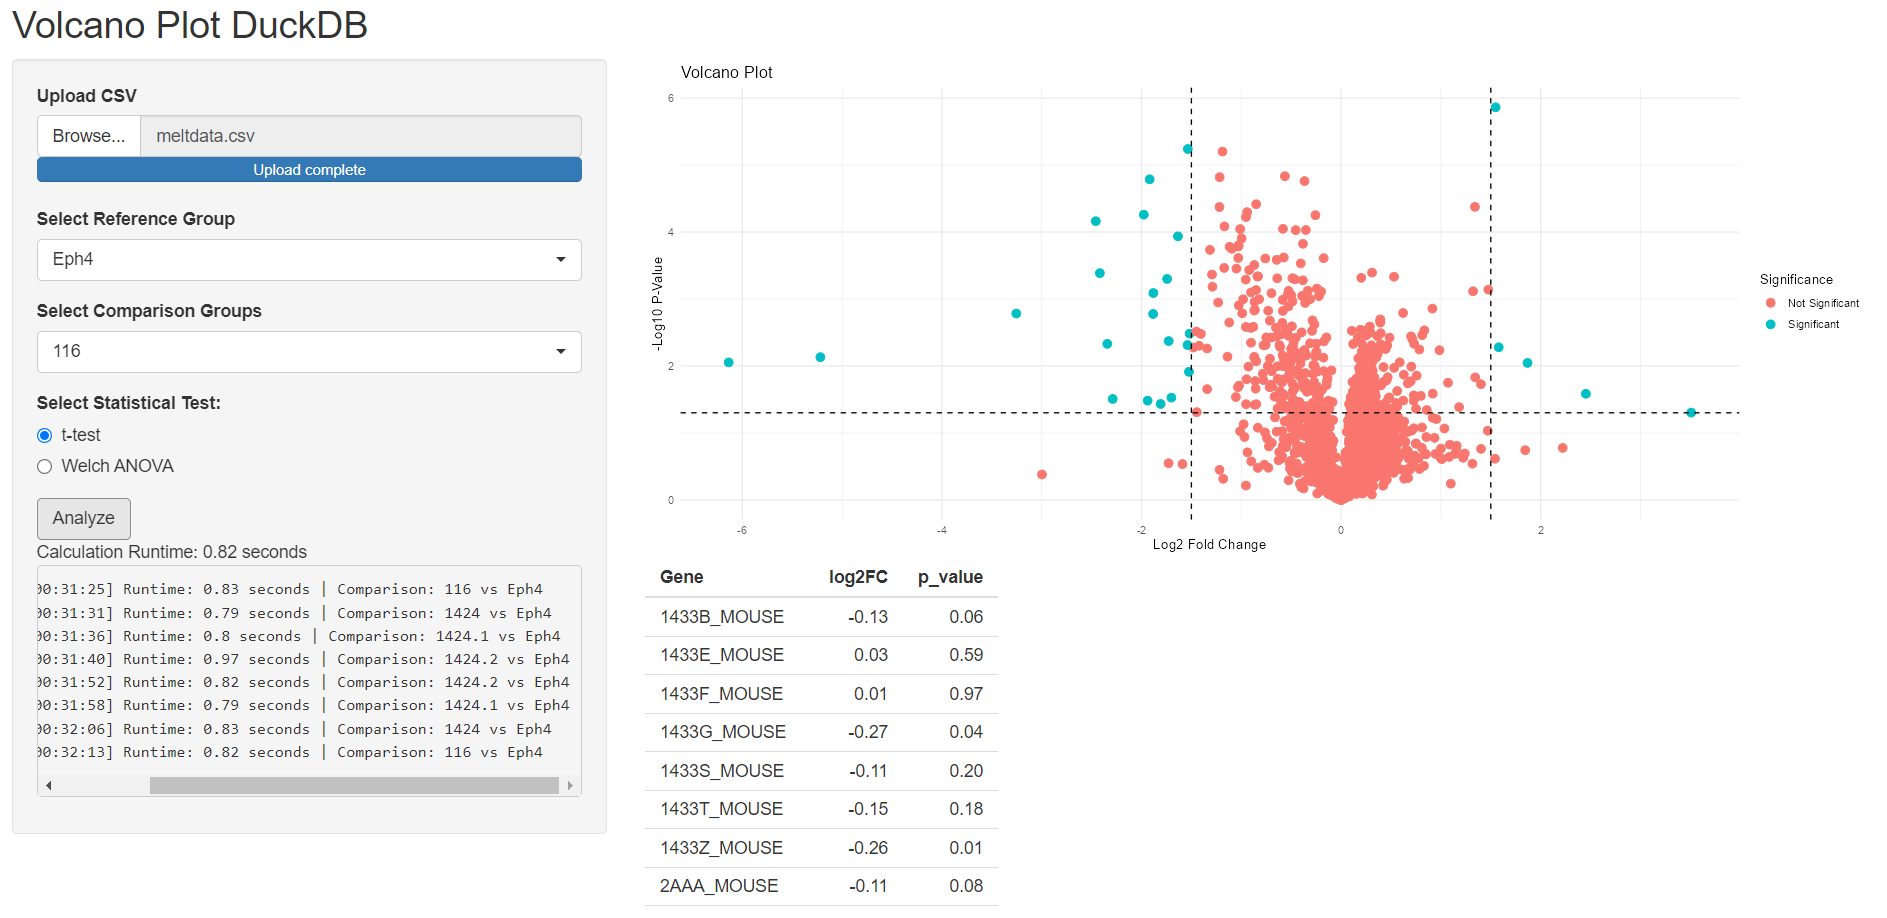 Volcano Plot DuckDB
Upload CSV
Browse... meltdata.csv
Upload complete
Select Reference Group
Eph4
Select Comparison Groups
116
Select Statistical Test:
t-test
Welch ANOVA
Analyze
Calculation Runtime: 0.82 seconds
00:31:25] Runtime: 0.83 seconds | Comparison: 116 vs Eph4
00:31:31] Runtime: 0.79 seconds | Comparison: 1424 vs Eph4
00:31:36] Runtime: 0.8 seconds | Comparison: 1424.1 vs Eph4
00:31:40] Runtime: 0.97 seconds | Comparison: 1424.2 vs Eph4
00:31:52] Runtime: 0.82 seconds | Comparison: 1424.2 vs Eph4
00:31:58] Runtime: 0.79 seconds | Comparison: 1424.1 vs Eph4
00:32:06] Runtime: 0.83 seconds | Comparison: 1424 vs Eph4
00:32:13] Runtime: 0.82 seconds | Comparison: 116 vs Eph4
Volcano Plot
6
4
2
0
-Log10 P-Value
-6 -4 -2 0 2
Log2 Fold Change
Significance
Not Significant
Significant
Gene log2FC p_value
1433B_MOUSE -0.13 0.06
1433E_MOUSE 0.03 0.59
1433F_MOUSE 0.01 0.97
1433G_MOUSE -0.27 0.04
1433S_MOUSE -0.11 0.20
1433T_MOUSE -0.15 0.18
1433Z_MOUSE -0.26 0.01
2AAA_MOUSE -0.11 0.08